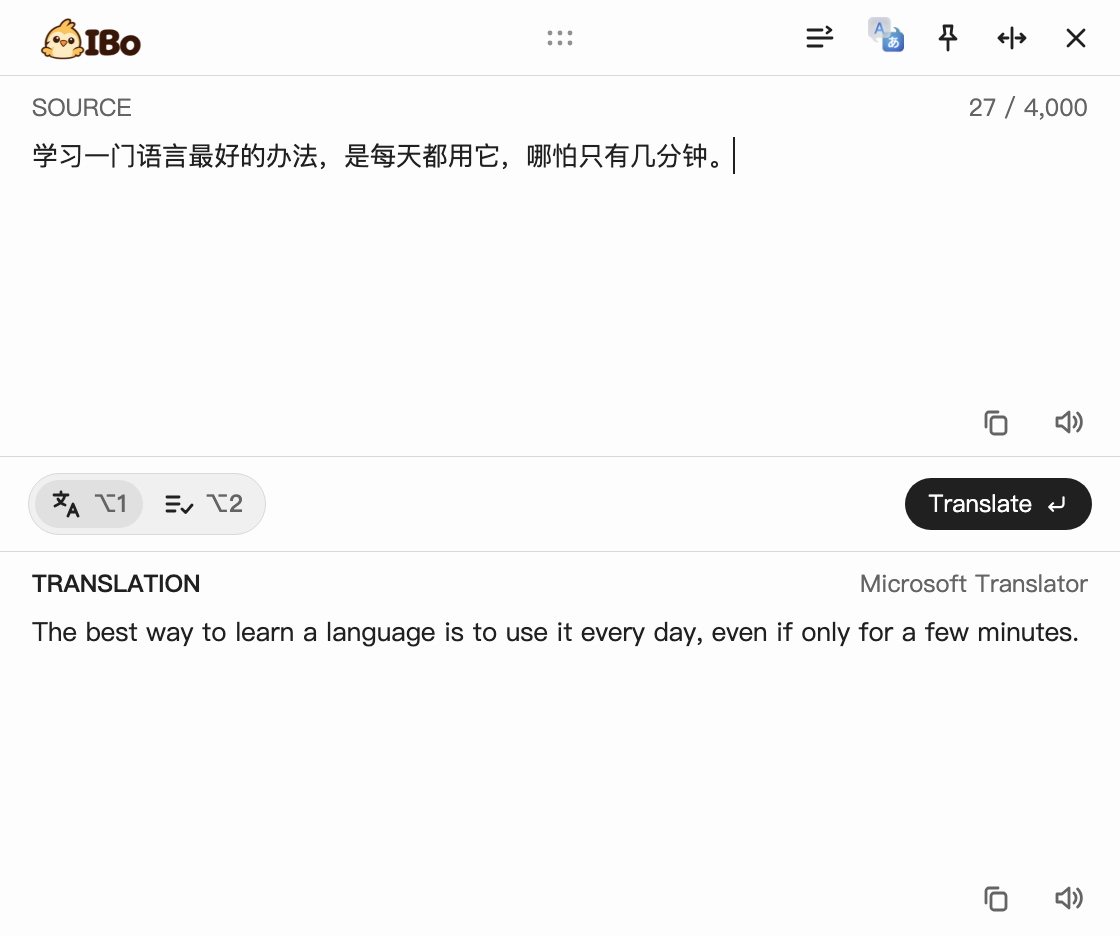 IBo
SOURCE
27 / 4,000
学习一门语言最好的办法，是每天都用它，哪怕只有几分钟。
⌥1
⌥2
Translate
TRANSLATION
Microsoft Translator
The best way to learn a language is to use it every day, even if only for a few minutes.